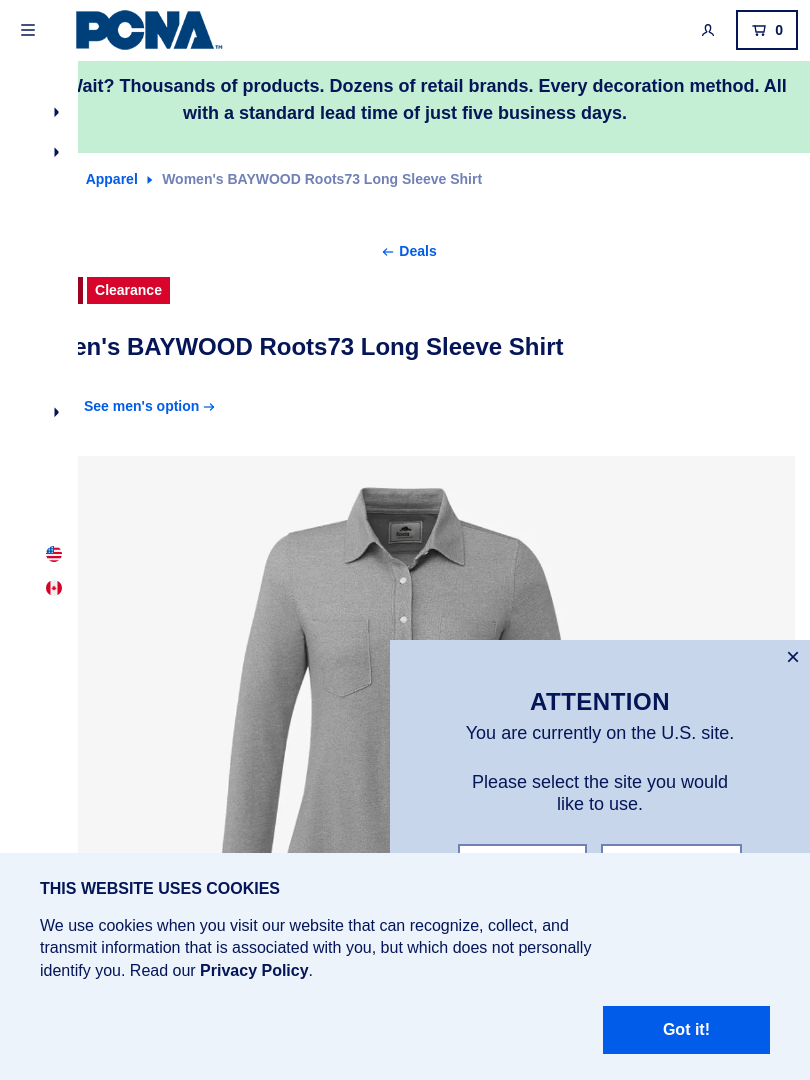 PCNA
0
Wait? Thousands of products. Dozens of retail brands. Every decoration method. All
with a standard lead time of just five business days.
Apparel
Women's BAYWOOD Roots73 Long Sleeve Shirt
Deals
Clearance
en's BAYWOOD Roots73 Long Sleeve Shirt
See men's option
ATTENTION
You are currently on the U.S. site.
Please select the site you would
like to use.
THIS WEBSITE USES COOKIES
We use cookies when you visit our website that can recognize, collect, and
transmit information that is associated with you, but which does not personally
identify you. Read our Privacy Policy.
Got it!